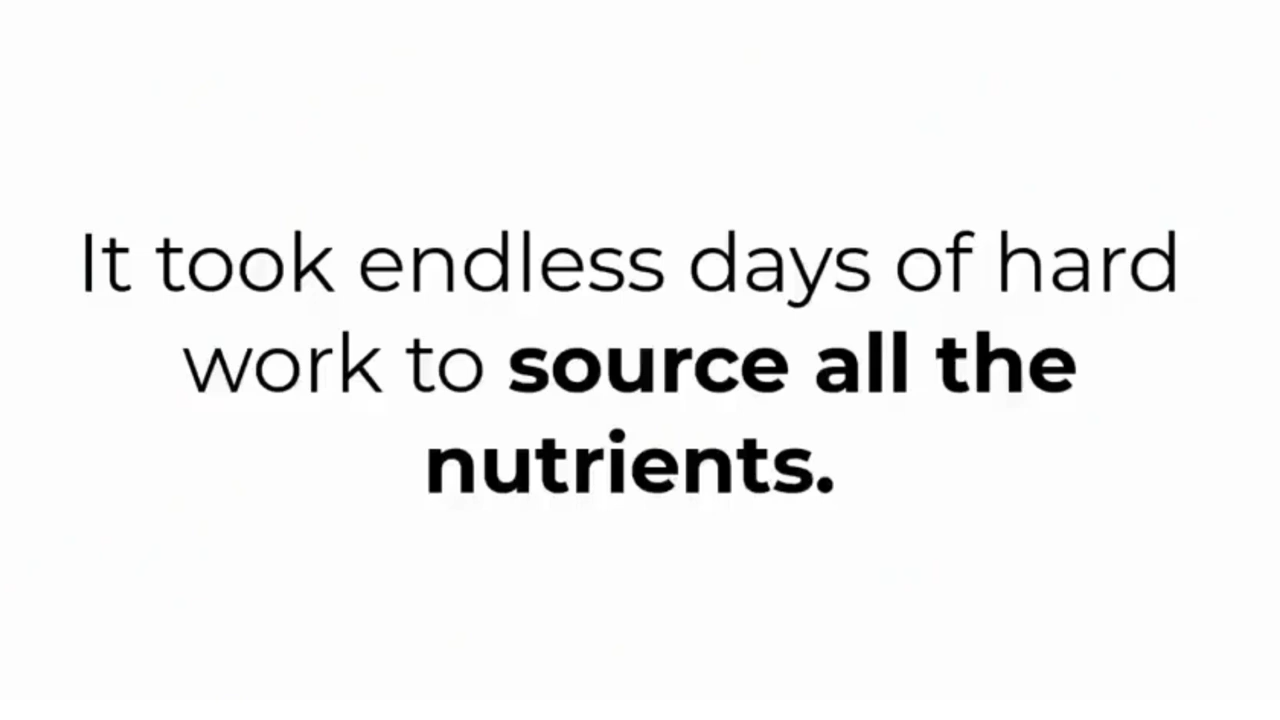 It took endless days of hard
work to source all the
nutrients.